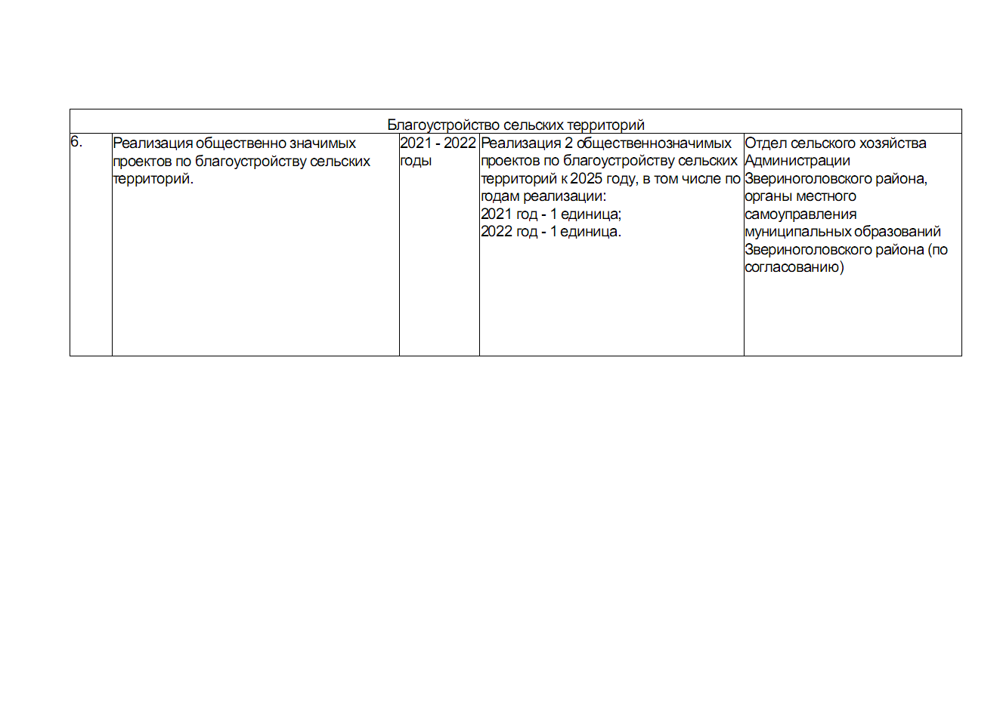 Благоустройство сельских территорий
6.
Реализация общественно значимых
проектов по благоустройству сельских
территорий.
2021 - 2022
годы
Реализация 2 общественнозначимых
проектов по благоустройству сельских
территорий к 2025 году, в том числе по
годам реализации:
2021 год - 1 единица;
2022 год - 1 единица.
Отдел сельского хозяйства
Администрации
Звериноголовского района,
органы местного
самоуправления
муниципальных образований
Звериноголовского района (по
согласованию)